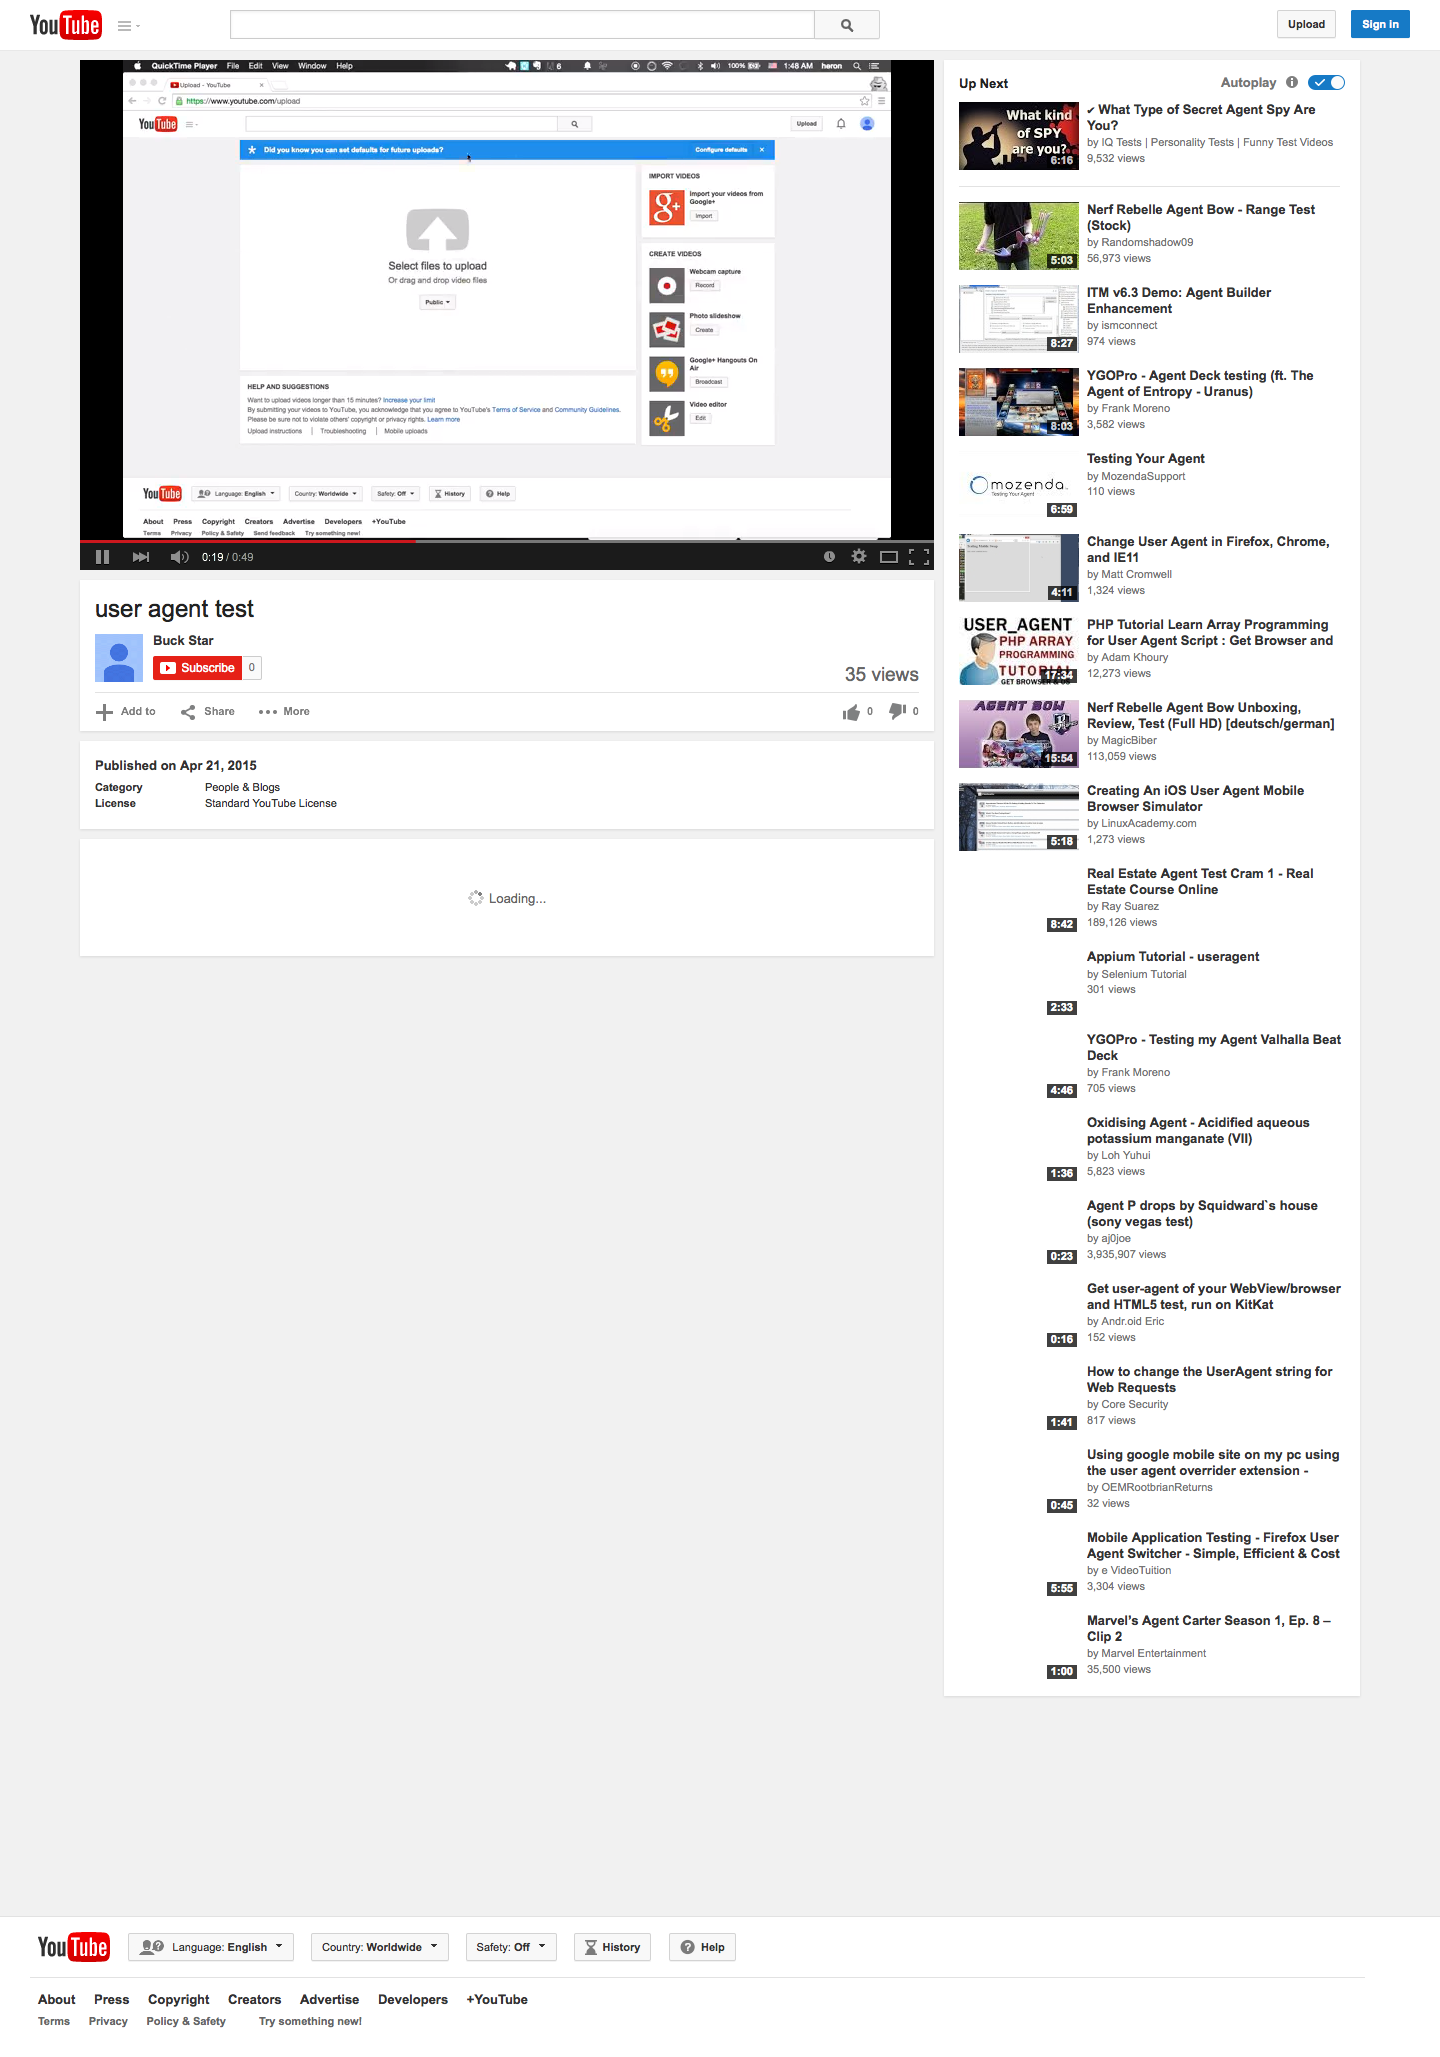 YouTube
Upload
Sign in
QuickTime Player File Edit View Window Help
6
100%
1:48 AM heron
Upload - YouTube
https://www.youtube.com/upload
YouTube
Upload
Did you know you can set defaults for future uploads?
Configure defaults
Select files to upload
Or drag and drop video files
Public
IMPORT VIDEOS
Import your videos from
Google+
Import
CREATE VIDEOS
Webcam capture
Record
Photo slideshow
Create
Google+ Hangouts On
Air
Broadcast
Video editor
Edit
HELP AND SUGGESTIONS
Want to upload videos longer than 15 minutes? Increase your limit
By submitting your videos to YouTube, you acknowledge that you agree to YouTube's Terms of Service and Community Guidelines.
Please be sure not to violate others' copyright or privacy rights. Learn more
Upload instructions | Troubleshooting | Mobile uploads
YouTube
Language: English
Country: Worldwide
Safety: Off
History
Help
About Press Copyright Creators Advertise Developers +YouTube
Terms Privacy Policy & Safety Send feedback Try something new!
0:19 / 0:49
user agent test
Buck Star
Subscribe 0
35 views
Add to
Share
More
0
0
Published on Apr 21, 2015
Category People & Blogs
License Standard YouTube License
Loading...
Up Next
Autoplay
What kind
of SPY
are you?
6:16
✔ What Type of Secret Agent Spy Are
You?
by IQ Tests | Personality Tests | Funny Test Videos
9,532 views
5:03
Nerf Rebelle Agent Bow - Range Test
(Stock)
by Randomshadow09
56,973 views
8:27
ITM v6.3 Demo: Agent Builder
Enhancement
by ismconnect
974 views
8:03
YGOPro - Agent Deck testing (ft. The
Agent of Entropy - Uranus)
by Frank Moreno
3,582 views
mozenda
Testing Your Agent
6:59
Testing Your Agent
by MozendaSupport
110 views
4:11
Change User Agent in Firefox, Chrome,
and IE11
by Matt Cromwell
1,324 views
USER_AGENT
PHP ARRAY
PROGRAMMING
TUTORIAL
GET BROWSER & OS
17:34
PHP Tutorial Learn Array Programming
for User Agent Script : Get Browser and
by Adam Khoury
12,273 views
AGENT BOW
15:54
Nerf Rebelle Agent Bow Unboxing,
Review, Test (Full HD) [deutsch/german]
by MagicBiber
113,059 views
5:18
Creating An iOS User Agent Mobile
Browser Simulator
by LinuxAcademy.com
1,273 views
8:42
Real Estate Agent Test Cram 1 - Real
Estate Course Online
by Ray Suarez
189,126 views
2:33
Appium Tutorial - useragent
by Selenium Tutorial
301 views
4:46
YGOPro - Testing my Agent Valhalla Beat
Deck
by Frank Moreno
705 views
1:36
Oxidising Agent - Acidified aqueous
potassium manganate (VII)
by Loh Yuhui
5,823 views
0:23
Agent P drops by Squidward`s house
(sony vegas test)
by aj0joe
3,935,907 views
0:16
Get user-agent of your WebView/browser
and HTML5 test, run on KitKat
by Andr.oid Eric
152 views
1:41
How to change the UserAgent string for
Web Requests
by Core Security
817 views
0:45
Using google mobile site on my pc using
the user agent overrider extension -
by OEMRootbrianReturns
32 views
5:55
Mobile Application Testing - Firefox User
Agent Switcher - Simple, Efficient & Cost
by e VideoTuition
3,304 views
1:00
Marvel's Agent Carter Season 1, Ep. 8 –
Clip 2
by Marvel Entertainment
35,500 views
YouTube
Language: English
Country: Worldwide
Safety: Off
History
Help
About Press Copyright Creators Advertise Developers +YouTube
Terms Privacy Policy & Safety Try something new!